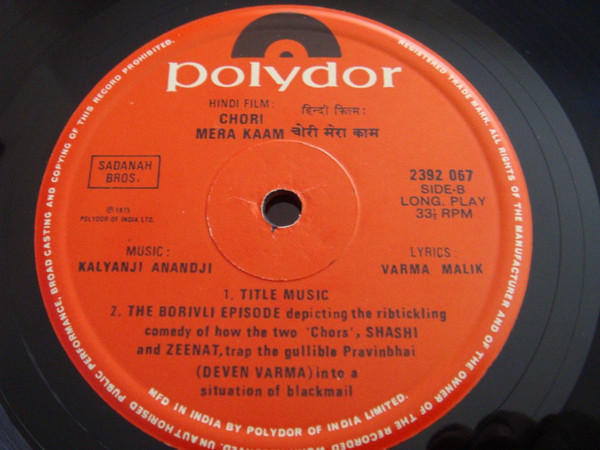 polydor
HINDI FILM: हिन्दी फ़िल्म:
CHORI
MERA KAAM चोरी मेरा काम
SADANAH
BROS.
2392 067
SIDE-B
LONG. PLAY
33⅓ RPM
℗ 1975
POLYDOR OF INDIA LTD.
MUSIC:
KALYANJI ANANDJI
LYRICS:
VARMA MALIK
1. TITLE MUSIC
2. THE BORIVLI EPISODE depicting the ribtickling
comedy of how the two 'Chors', SHASHI
and ZEENAT, trap the gullible Pravinbhai
(DEVEN VARMA) into a
situation of blackmail
MFD IN INDIA BY POLYDOR OF INDIA LIMITED.
REGISTERED TRADE MARK. ALL RIGHTS OF THE MANUFACTURER AND OF THE OWNER OF THE RECORDED WORK RESERVED. UNAUTHORISED PUBLIC PERFORMANCE, BROADCASTING AND COPYING OF THIS RECORD PROHIBITED.